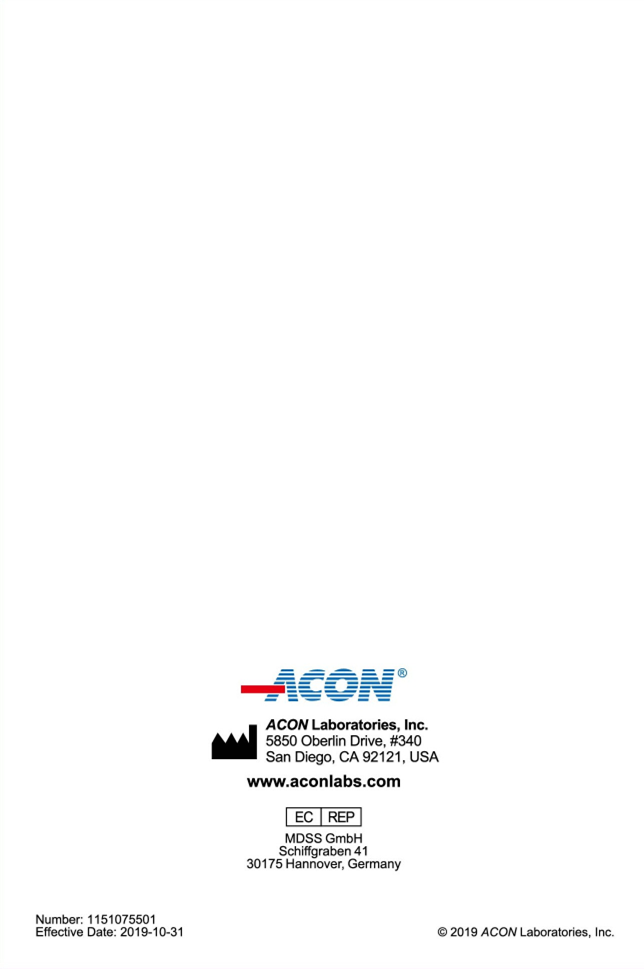 ACON®
ACON Laboratories, Inc.
5850 Oberlin Drive, #340
San Diego, CA 92121, USA
www.aconlabs.com
EC REP
MDSS GmbH
Schiffgraben 41
30175 Hannover, Germany
Number: 1151075501
Effective Date: 2019-10-31
© 2019 ACON Laboratories, Inc.